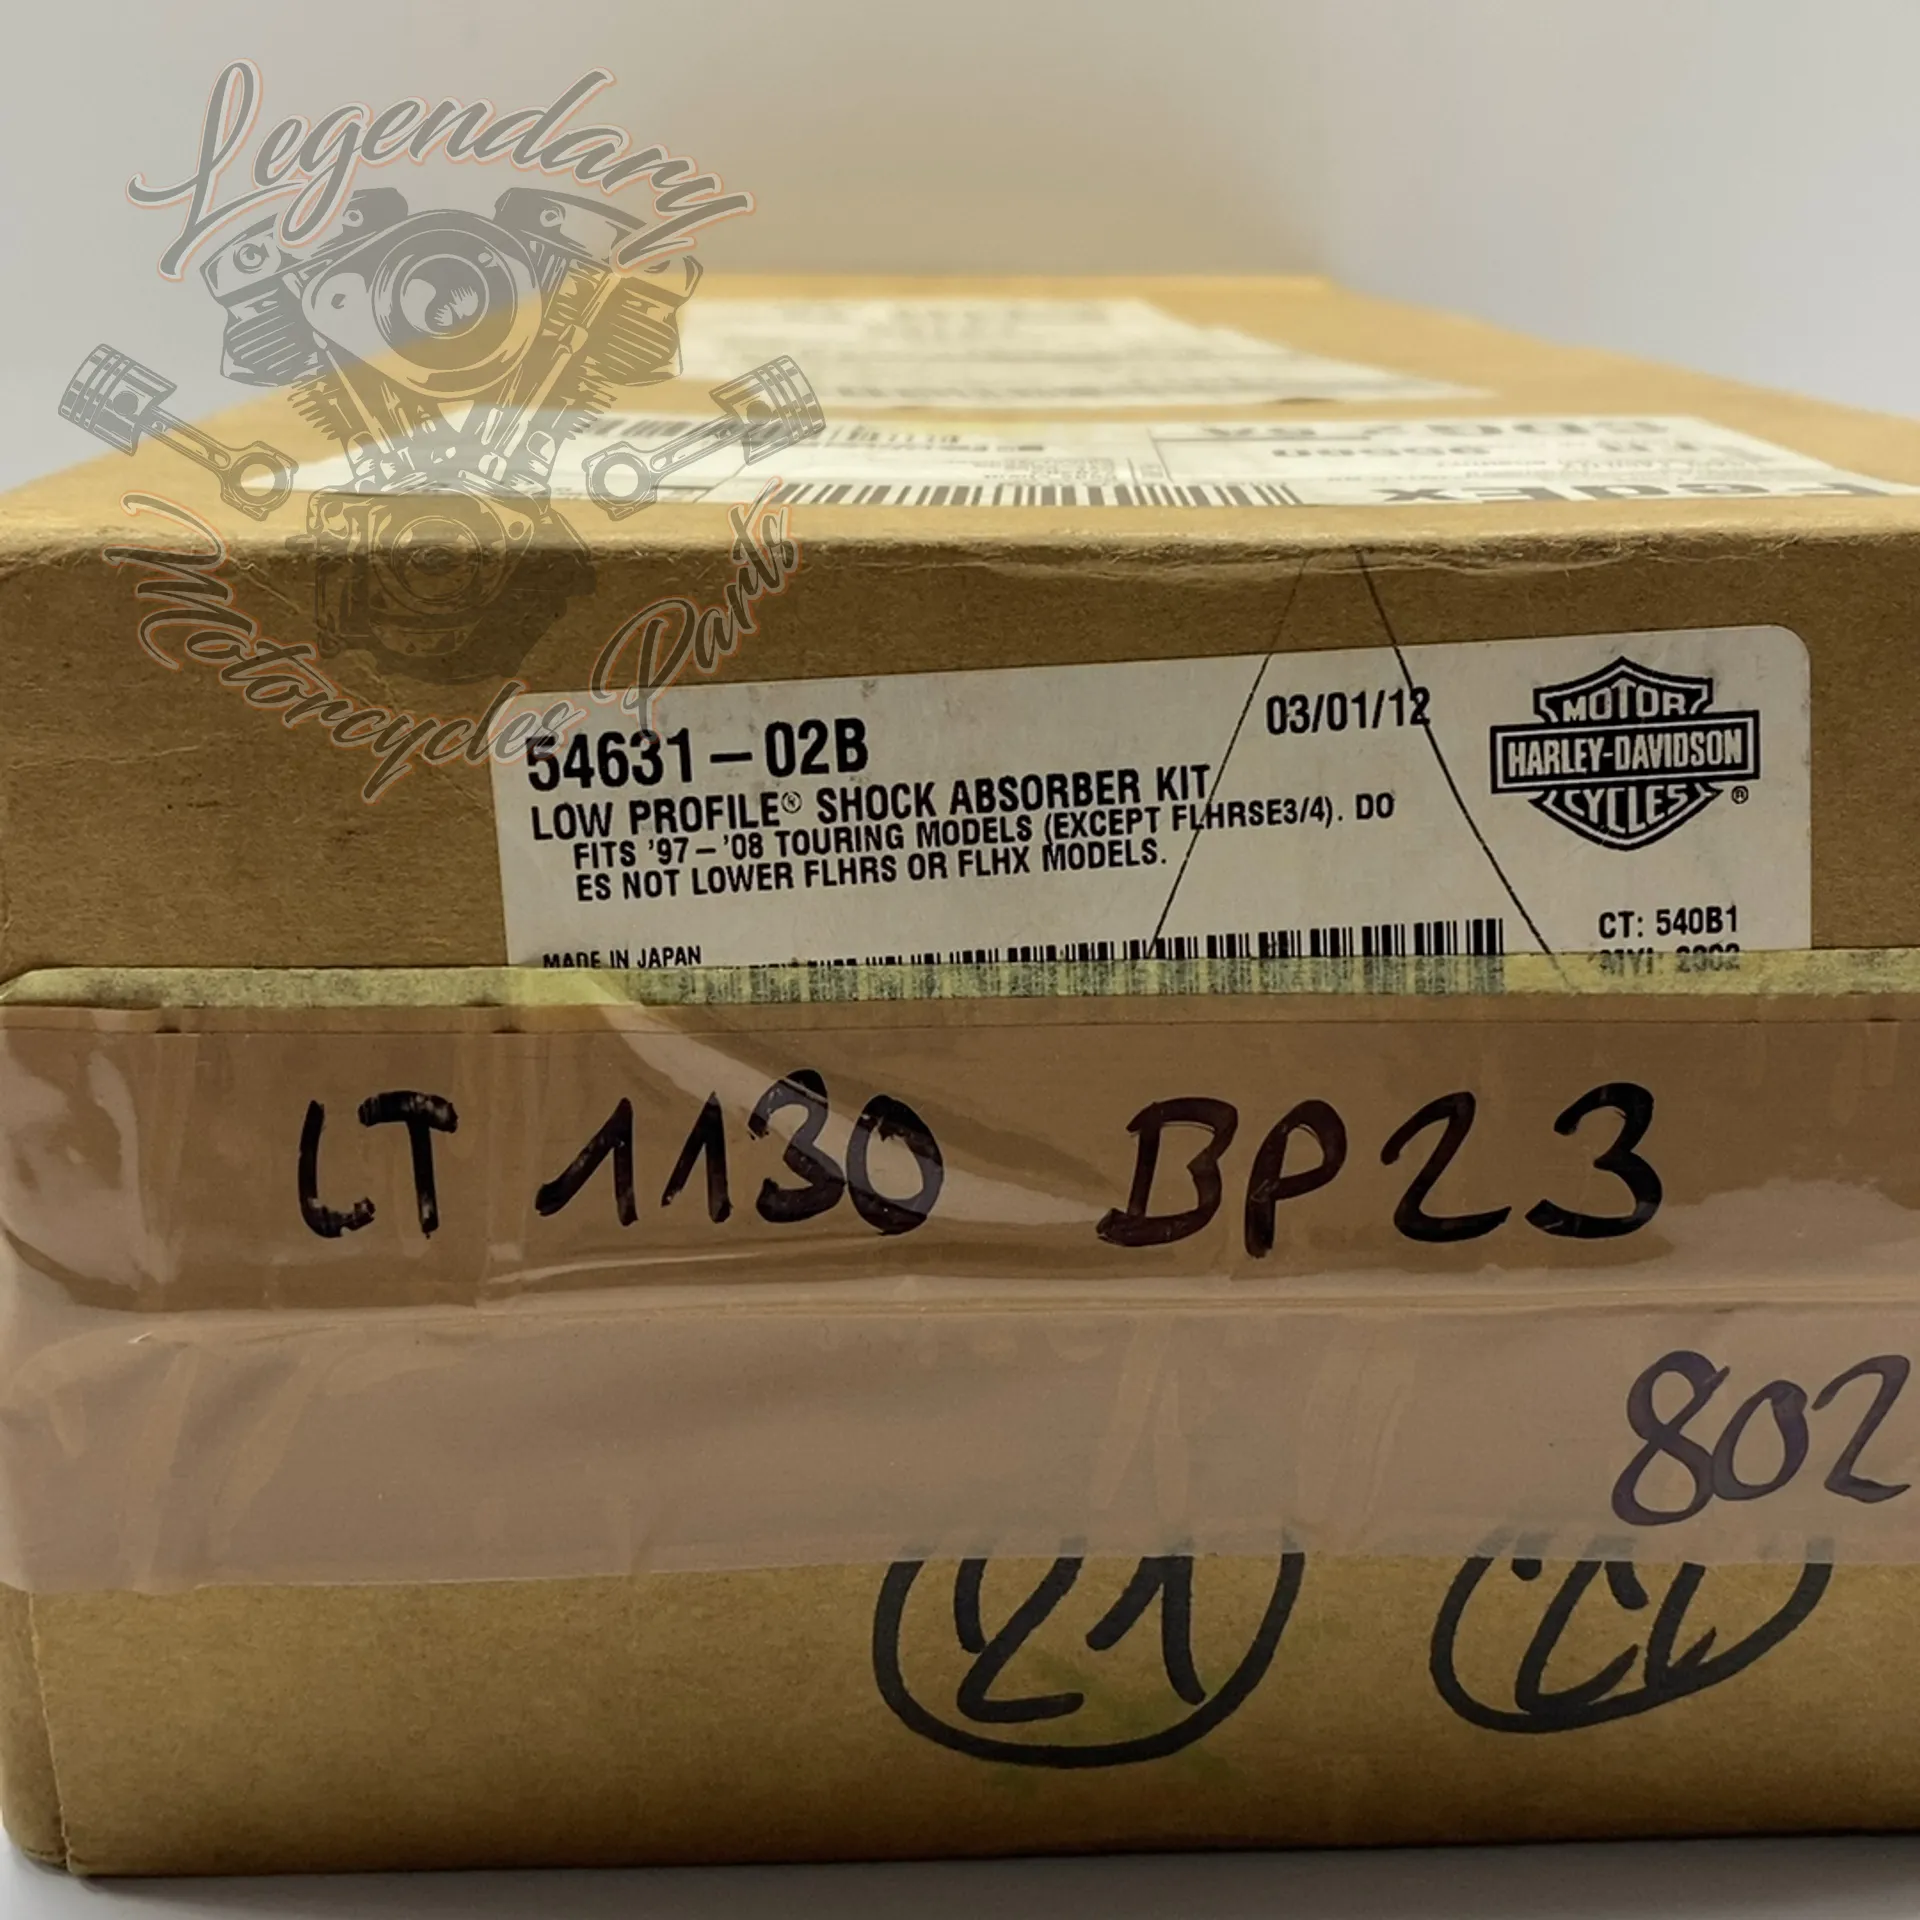 Legendary
Motorcycles Parts
FedEx
54631-02B
03/01/12
LOW PROFILE® SHOCK ABSORBER KIT
FITS '97-'08 TOURING MODELS (EXCEPT FLHRSE3/4). DO
ES NOT LOWER FLHRS OR FLHX MODELS.
MOTOR
HARLEY-DAVIDSON
CYCLES ®
CT: 540B1
MADE IN JAPAN
LT 1130 BP23
802
21